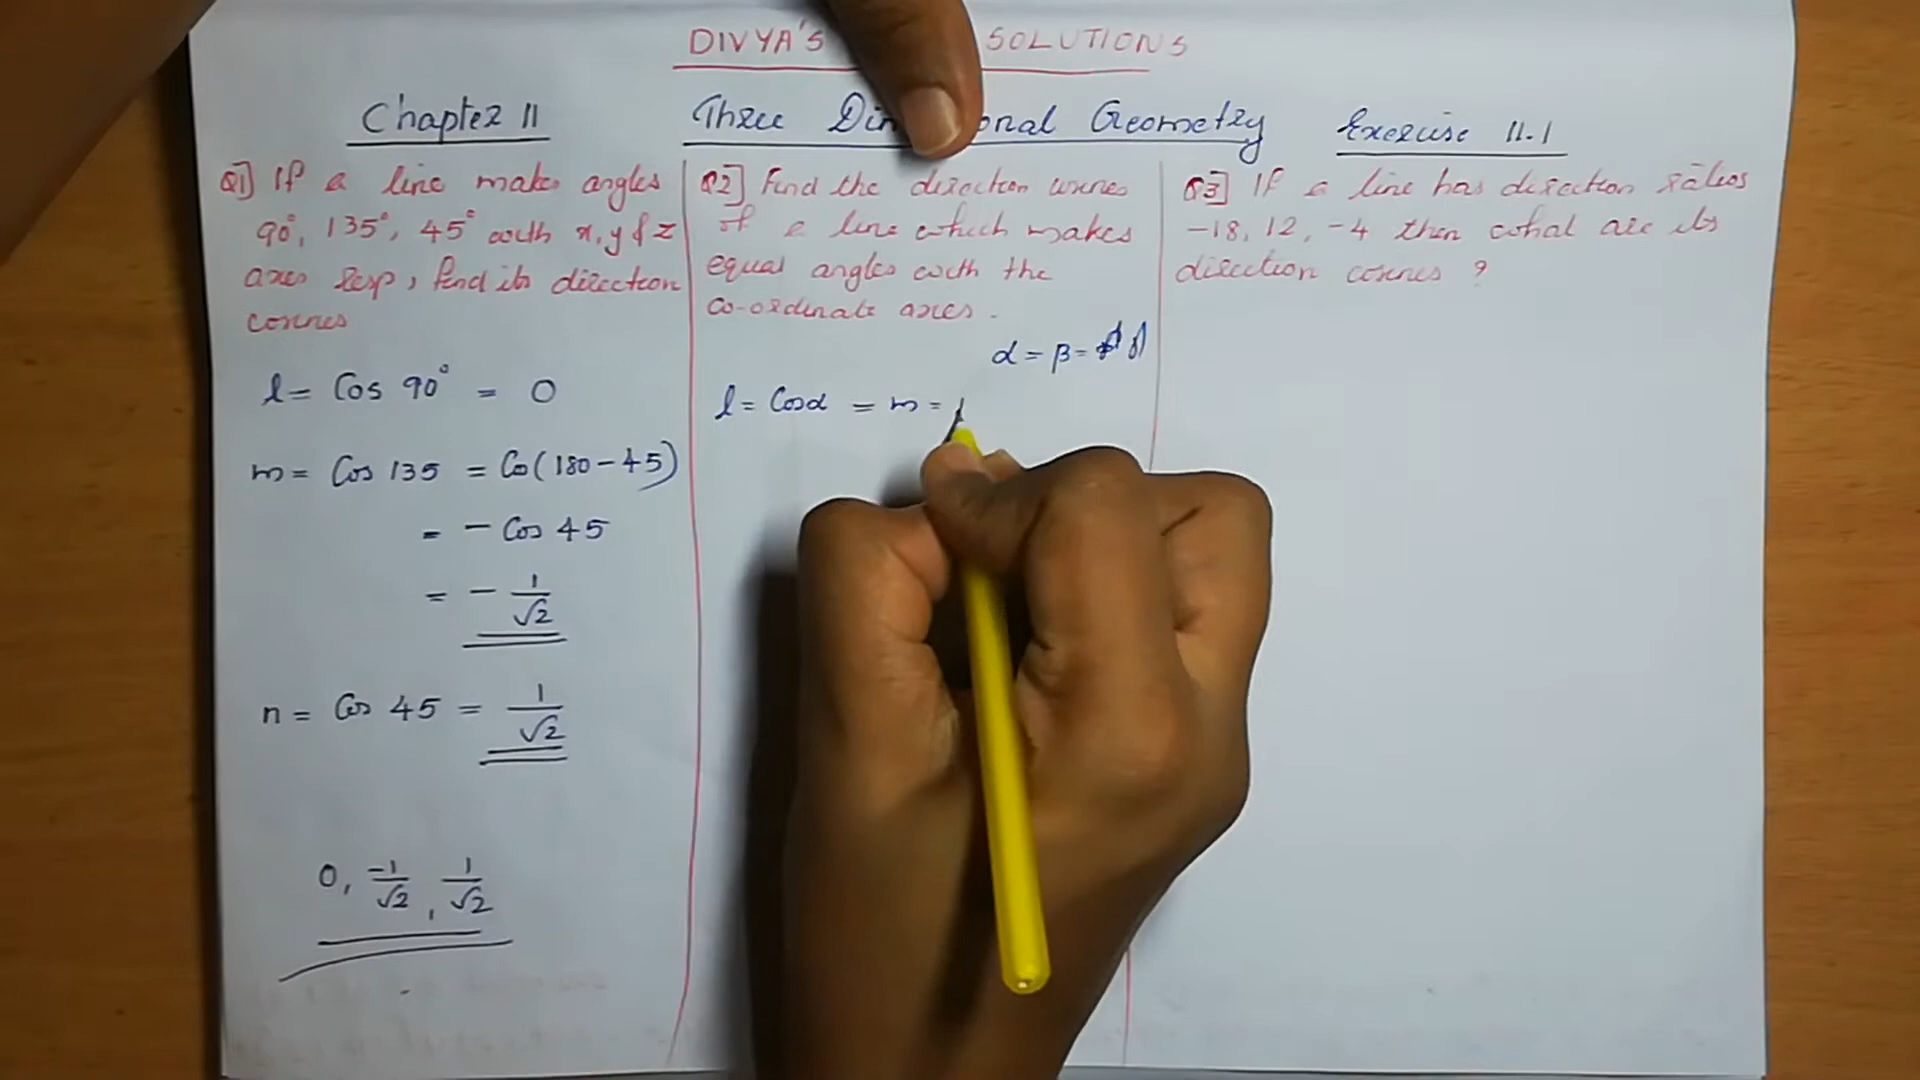 DIVYA'S SOLUTIONS
Chapter 11
Three Dimensional Geometry
Exercise 11.1
Q1] If a line makes angles
90°, 135°, 45° with x, y & z
axes resp, find its direction
cosines
l = Cos 90° = 0
m = Cos 135 = Co(180-45)
= - Cos 45
= - 1/√2
n = Cos 45 = 1/√2
0, -1/√2, 1/√2
Q2] Find the direction cosines
of a line which makes
equal angles with the
co-ordinate axes.
α = β =
l = Cosα = m =
Q3] If a line has direction ratios
-18, 12, -4 then what are its
direction cosines ?